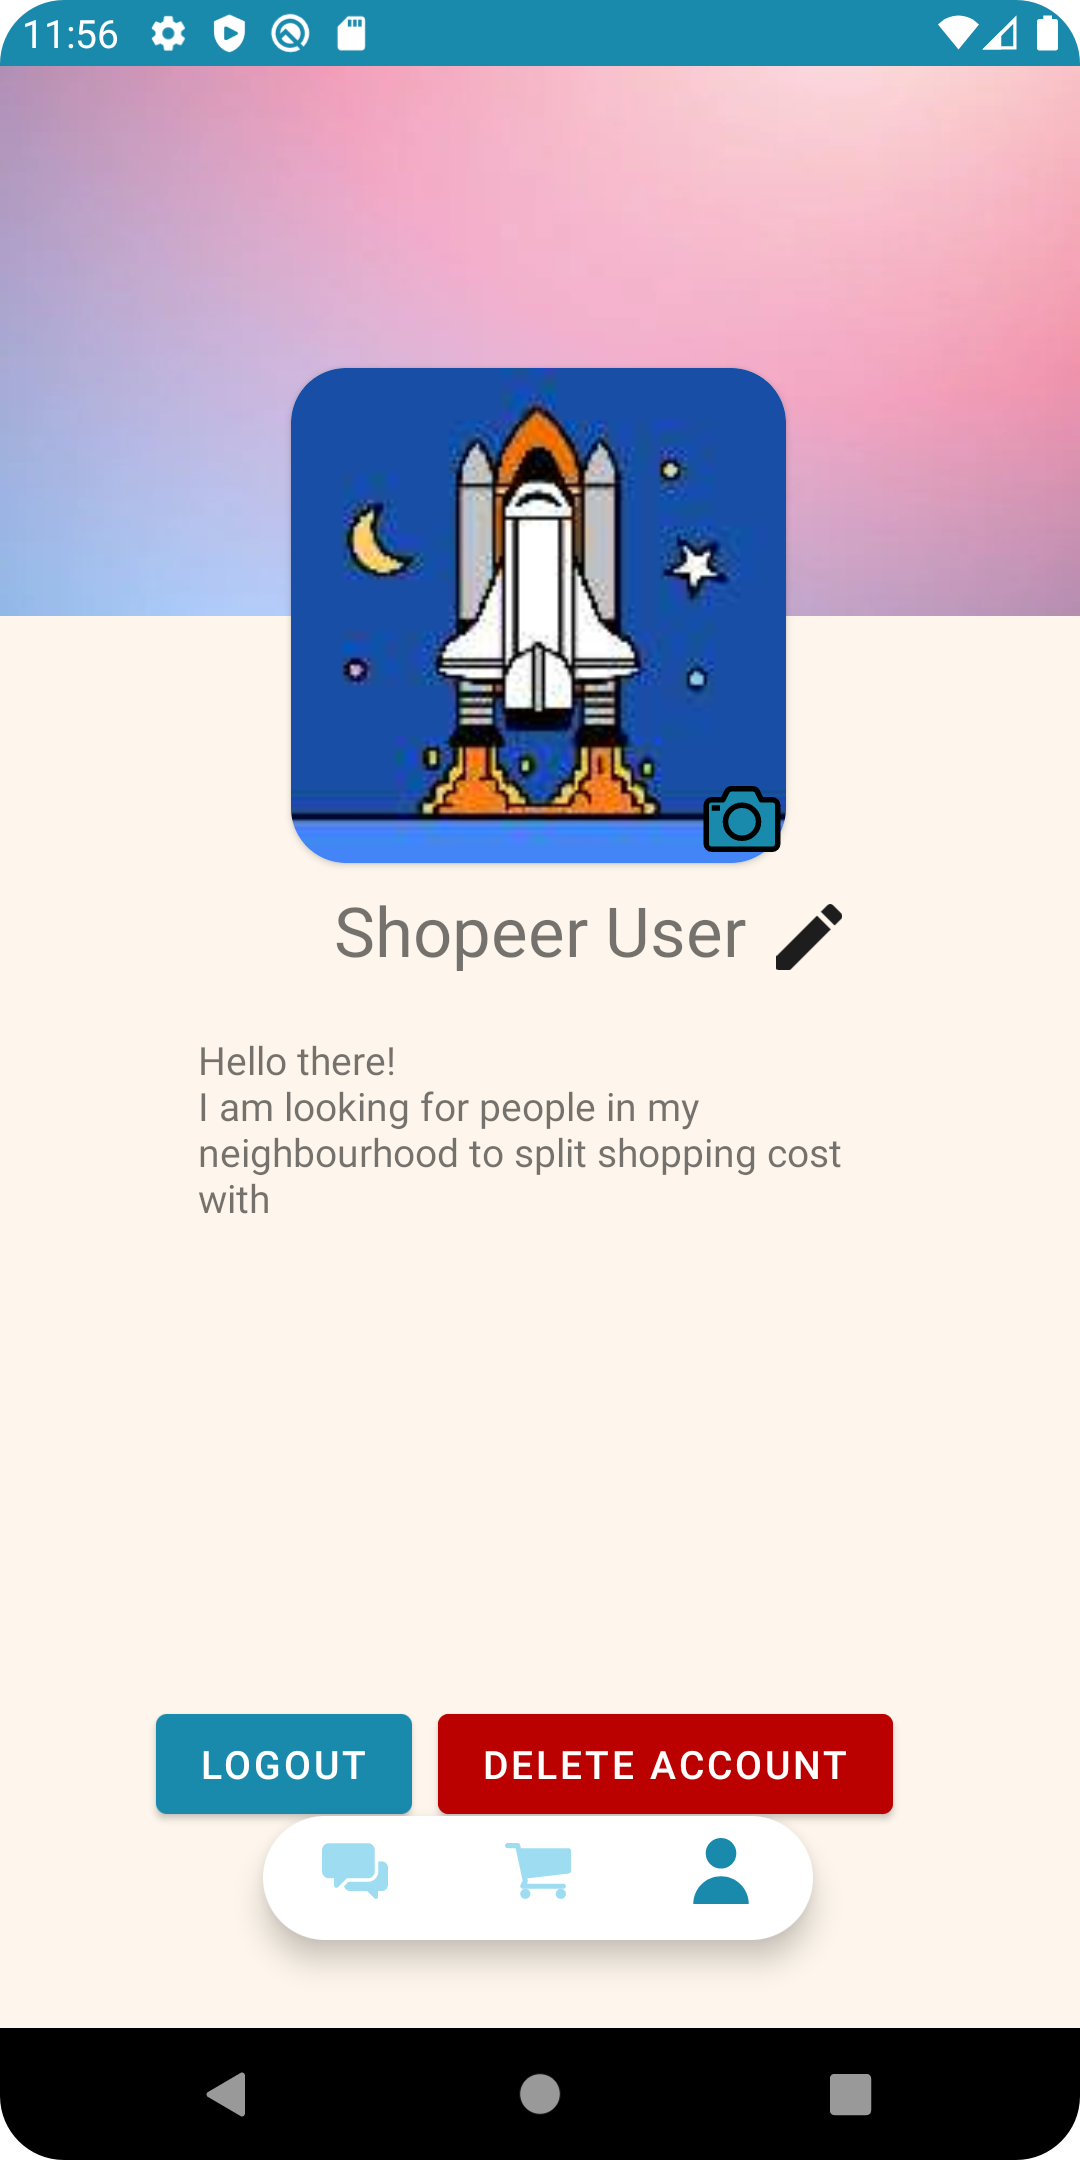 11:56
Shopeer User
Hello there!
I am looking for people in my
neighbourhood to split shopping cost
with
LOGOUT
DELETE ACCOUNT